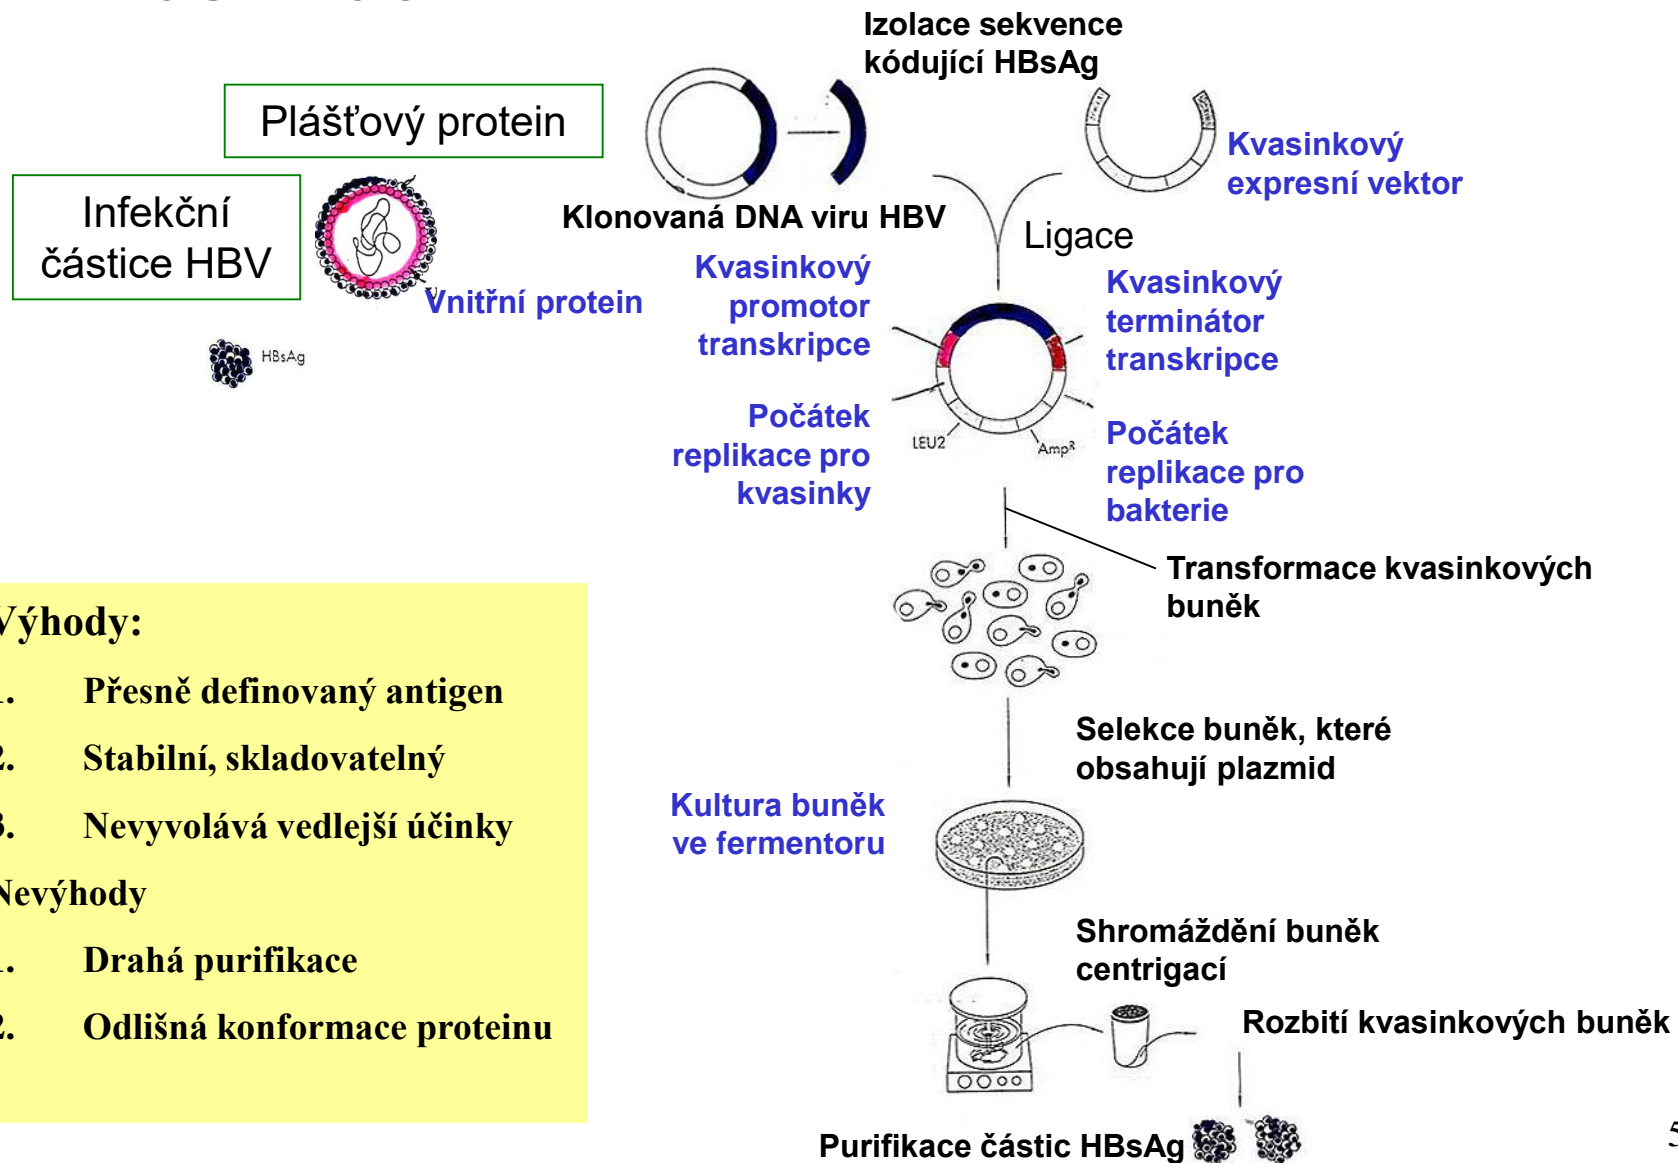 Izolace sekvence
kódující HBsAg
Plášťový protein
Kvasinkový
expresní vektor
Infekční
částice HBV
Klonovaná DNA viru HBV
Ligace
Vnitřní protein
Kvasinkový
promotor
transkripce
Kvasinkový
terminátor
transkripce
HBsAg
Počátek
replikace pro
kvasinky
LEU2
AmpR
Počátek
replikace pro
bakterie
Transformace kvasinkových
buněk
Výhody:
1. Přesně definovaný antigen
2. Stabilní, skladovatelný
3. Nevyvolává vedlejší účinky
Nevýhody
1. Drahá purifikace
2. Odlišná konformace proteinu
Selekce buněk, které
obsahují plazmid
Kultura buněk
ve fermentoru
Shromáždění buněk
centrigací
Rozbití kvasinkových buněk
Purifikace částic HBsAg
5